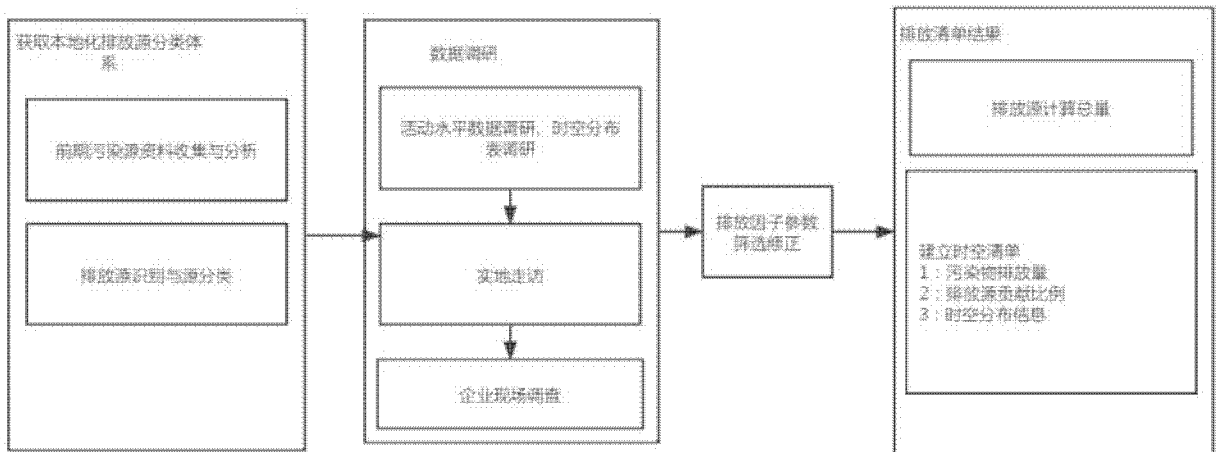 获取本地化排放源分类体
系
前期污染源资料收集与分析
排放源识别与源分类
数据调研
活动水平数据调研、时空分布
表调研
实地走访
企业现场调查
排放因子参数
筛选修正
排放清单结果
排放源计算总量
建立时空清单
1：污染物排放量
2：排放源贡献比例
3：时空分布信息